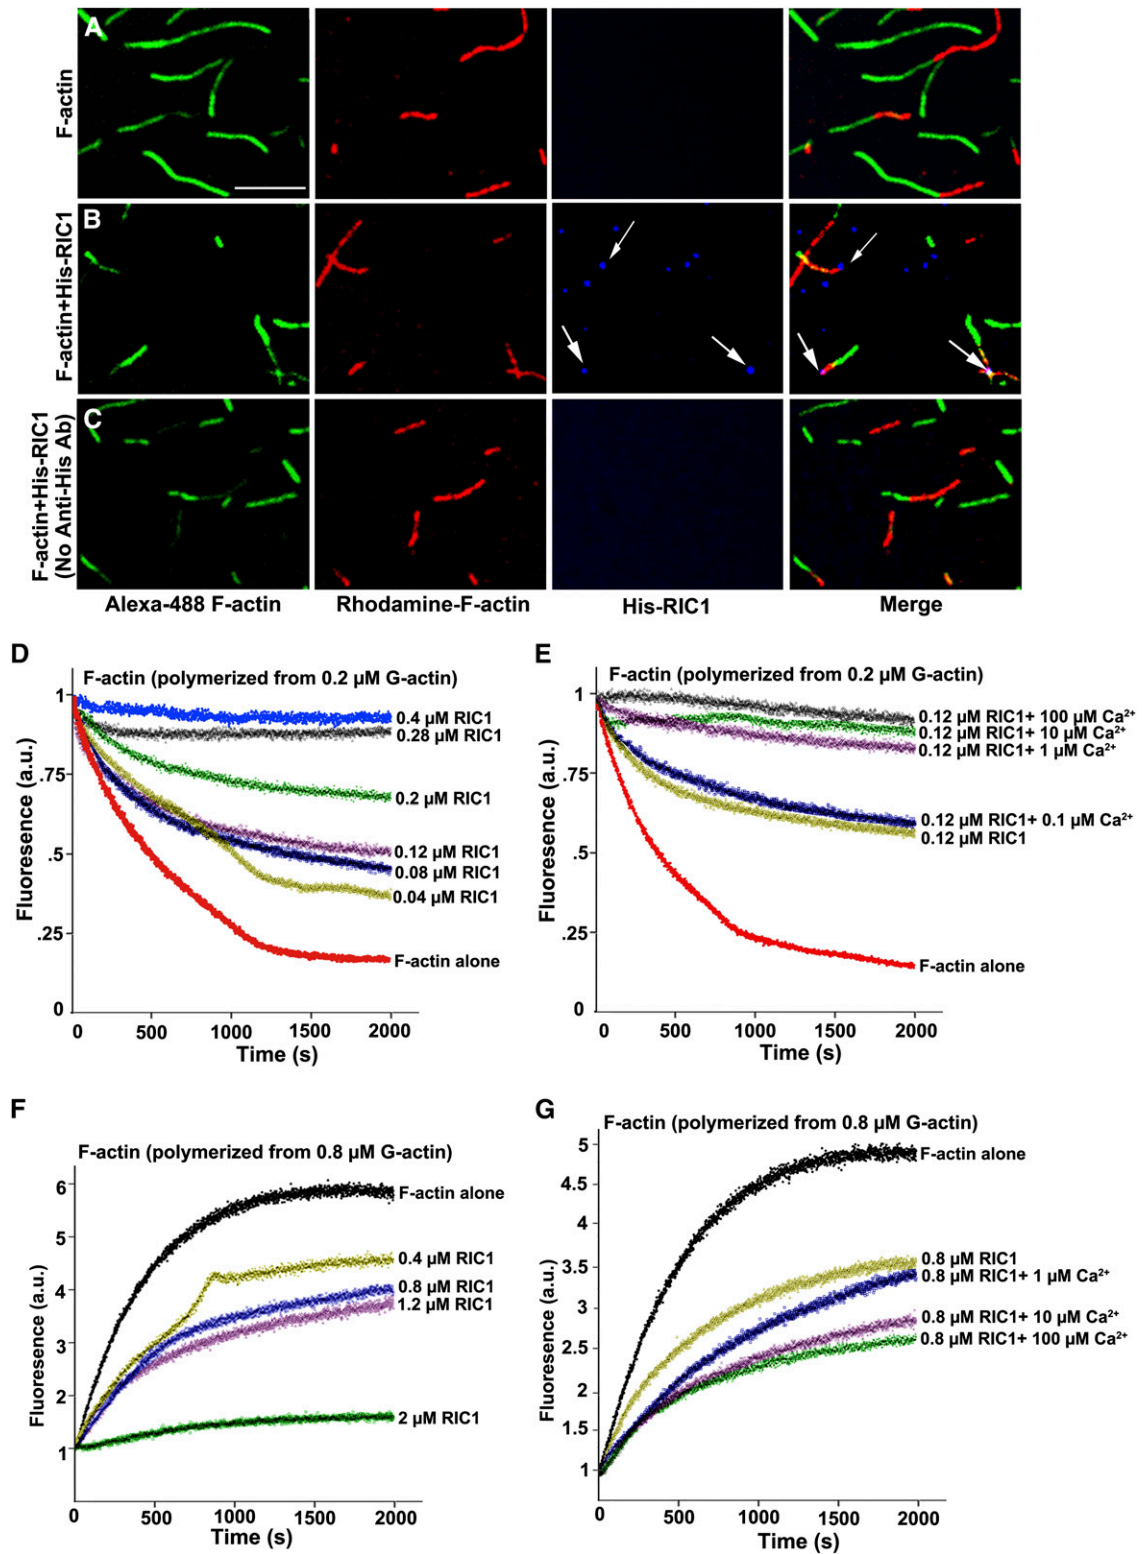 A
F-actin
B
F-actin+His-RIC1
C
F-actin+His-RIC1
(No Anti-His Ab)
Alexa-488 F-actin
Rhodamine-F-actin
His-RIC1
Merge
D
F-actin (polymerized from 0.2 µM G-actin)
1
.75
.5
.25
0
Fluoresence (a.u.)
0.4 µM RIC1
0.28 µM RIC1
0.2 µM RIC1
0.12 µM RIC1
0.08 µM RIC1
0.04 µM RIC1
F-actin alone
0 500 1000 1500 2000
Time (s)
E
F-actin (polymerized from 0.2 µM G-actin)
1
.75
.5
.25
0
Fluoresence (a.u.)
0.12 µM RIC1+ 100 µM Ca²⁺
0.12 µM RIC1+ 10 µM Ca²⁺
0.12 µM RIC1+ 1 µM Ca²⁺
0.12 µM RIC1+ 0.1 µM Ca²⁺
0.12 µM RIC1
F-actin alone
0 500 1000 1500 2000
Time (s)
F
F-actin (polymerized from 0.8 µM G-actin)
6
5
4
3
2
1
Fluoresence (a.u.)
F-actin alone
0.4 µM RIC1
0.8 µM RIC1
1.2 µM RIC1
2 µM RIC1
0 500 1000 1500 2000
Time (s)
G
F-actin (polymerized from 0.8 µM G-actin)
5
4.5
4
3.5
3
2.5
2
1.5
1
Fluoresence (a.u.)
F-actin alone
0.8 µM RIC1
0.8 µM RIC1+ 1 µM Ca²⁺
0.8 µM RIC1+ 10 µM Ca²⁺
0.8 µM RIC1+ 100 µM Ca²⁺
0 500 1000 1500 2000
Time (s)